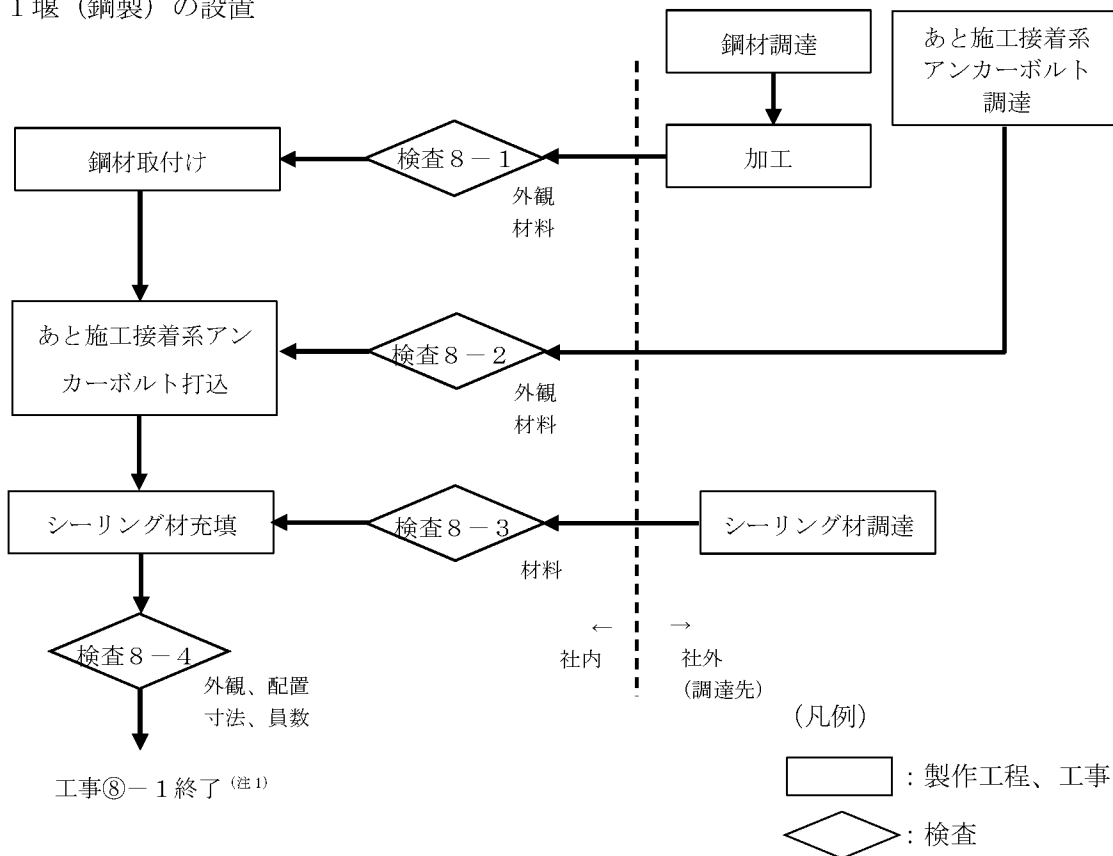 1堰（鋼製）の設置
鋼材調達
あと施工接着系
アンカーボルト
調達
鋼材取付け
検査８－１
加工
外観
材料
あと施工接着系アン
カーボルト打込
検査８－２
外観
材料
シーリング材充填
検査８－３
シーリング材調達
材料
検査８－４
外観、配置
寸法、員数
←
社内
→
社外
(調達先)
工事⑧－１終了 (注1)
(凡例)
：製作工程、工事
：検査